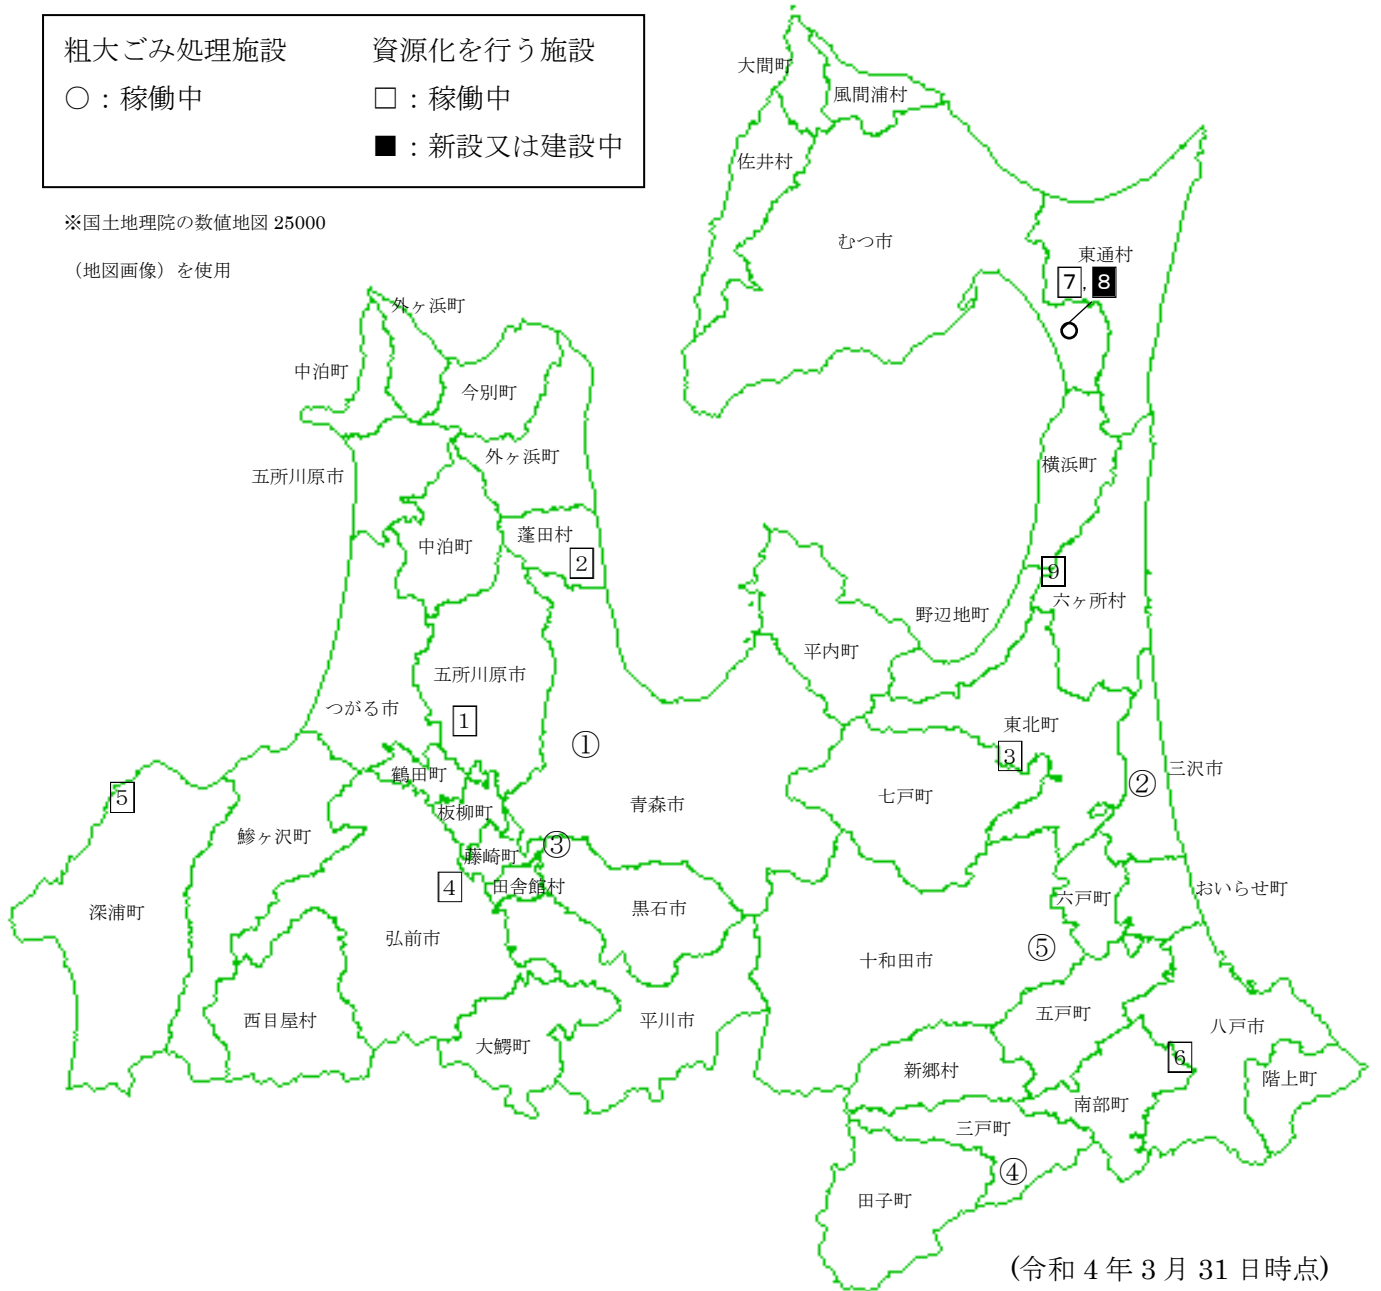 粗大ごみ処理施設 資源化を行う施設
○：稼働中 □：稼働中
■：新設又は建設中
※国土地理院の数値地図 25000
（地図画像）を使用
大間町
風間浦村
佐井村
むつ市
東通村
7, 8
外ヶ浜町
中泊町
今別町
外ヶ浜町
横浜町
五所川原市
蓬田村
中泊町
2
9
六ヶ所村
野辺地町
平内町
五所川原市
つがる市
1
①
東北町
3
三沢市
②
鶴田町
5
七戸町
青森市
板柳町
鰺ヶ沢町
③
藤崎町
田舎館村
4
おいらせ町
六戸町
黒石市
深浦町
弘前市
⑤
十和田市
五戸町
西目屋村
平川市
八戸市
大鰐町
6
新郷村
階上町
南部町
三戸町
④
田子町
(令和 4 年 3 月 31 日時点)